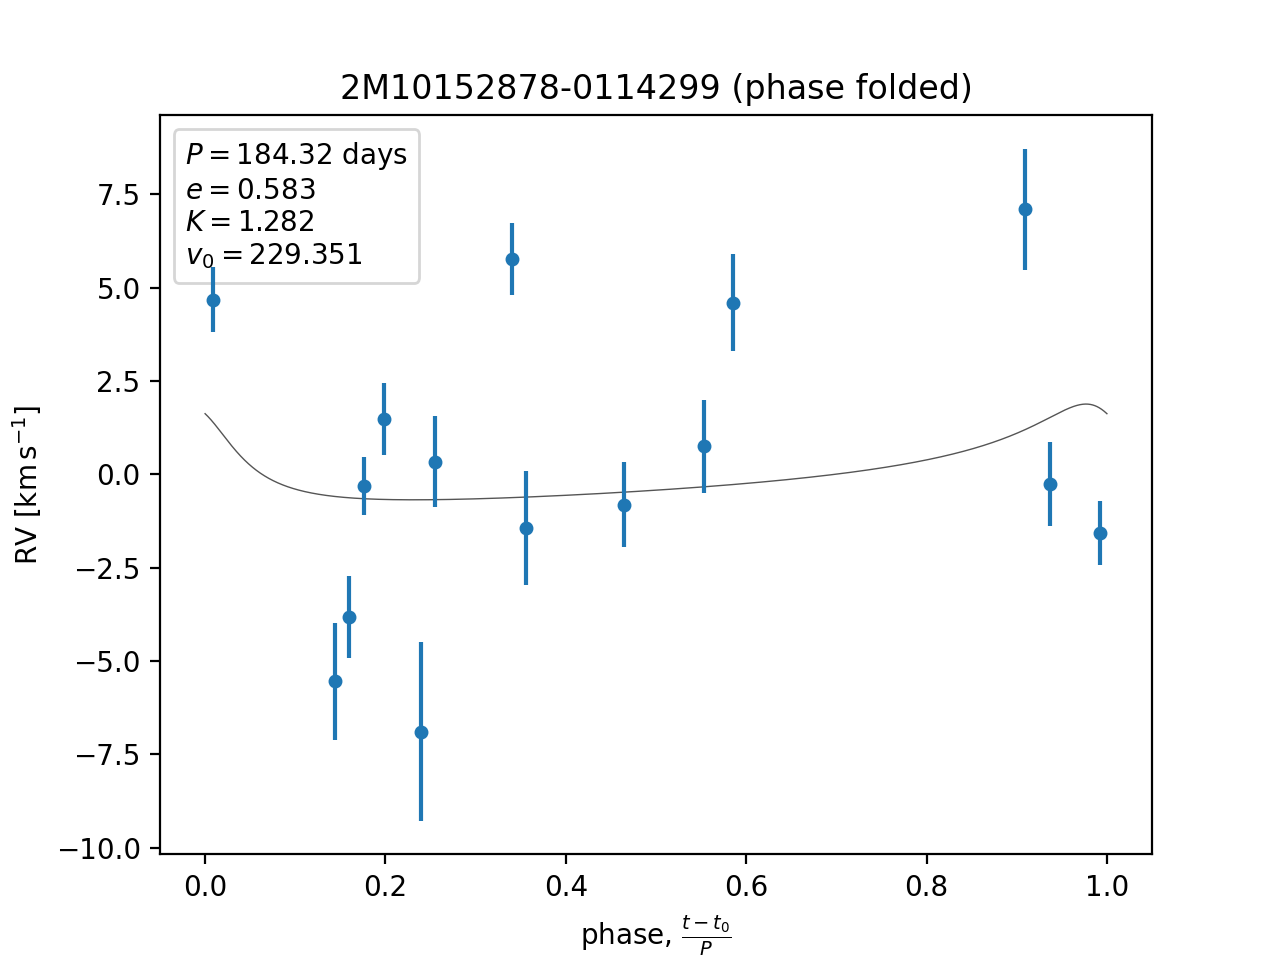 2M10152878-0114299 (phase folded)
P = 184.32 days
e = 0.583
K = 1.282
v₀ = 229.351
7.5
5.0
2.5
0.0
−2.5
−5.0
−7.5
−10.0
RV [km s⁻¹]
0.0 0.2 0.4 0.6 0.8 1.0
phase, (t − t₀)/P